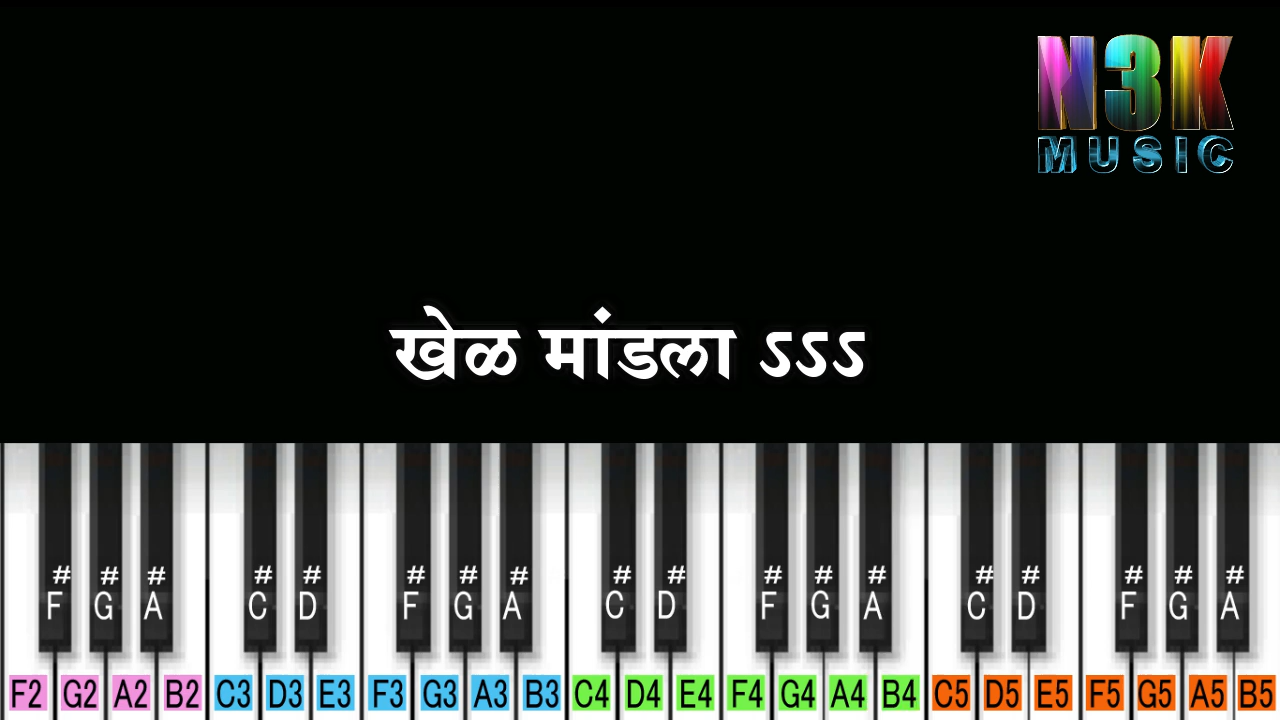 N3K
MUSIC
खेळ मांडला ऽऽऽ
# # # # # # # # # # # # # # # # # #
F G A C D F G A C D F G A C D F G A
F2 G2 A2 B2 C3 D3 E3 F3 G3 A3 B3 C4 D4 E4 F4 G4 A4 B4 C5 D5 E5 F5 G5 A5 B5